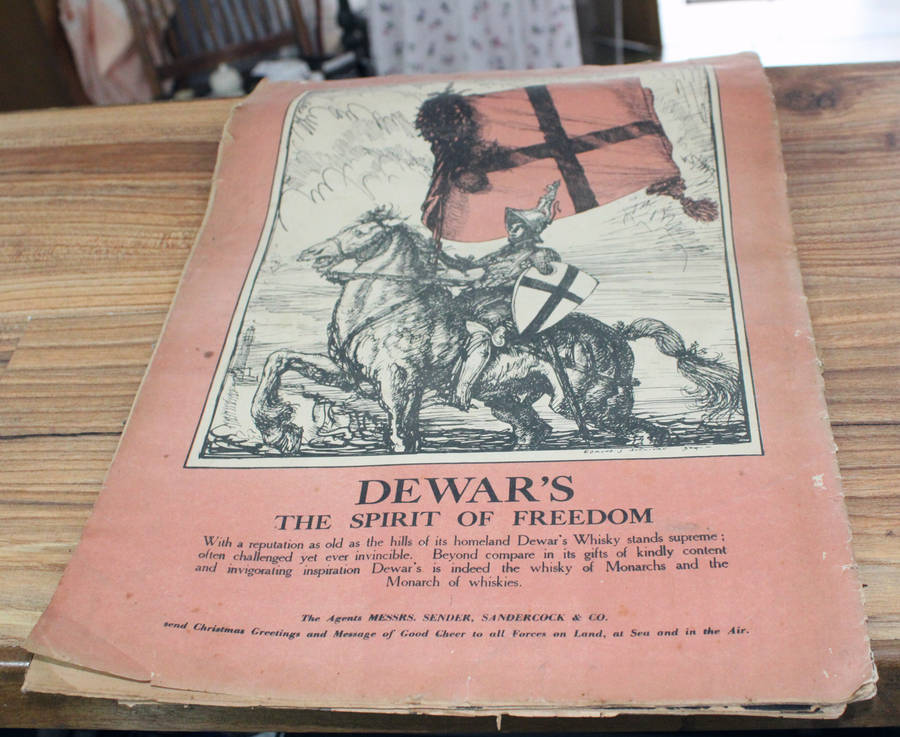 DEWAR'S
THE SPIRIT OF FREEDOM
With a reputation as old as the hills of its homeland Dewar's Whisky stands supreme;
often challenged yet ever invincible. Beyond compare in its gifts of kindly content
and invigorating inspiration Dewar's is indeed the whisky of Monarchs and the
Monarch of whiskies.
The Agents MESSRS. SENDER, SANDERCOCK & CO.
send Christmas Greetings and Message of Good Cheer to all Forces on Land, at Sea and in the Air.